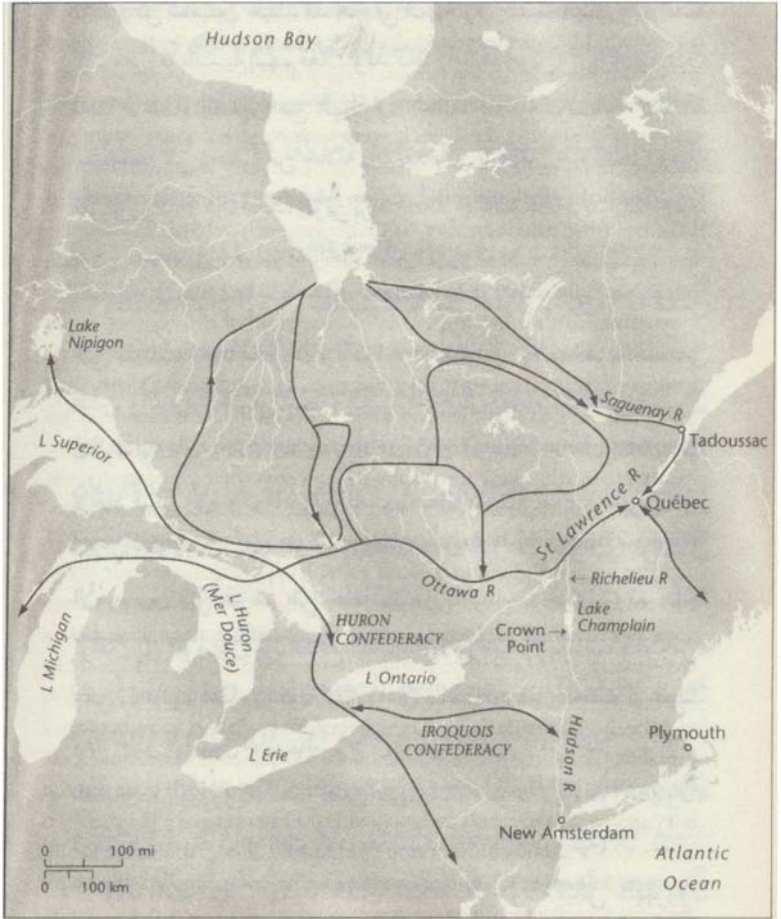 Hudson Bay
Lake
Nipigon
L Superior
Saguenay R
Tadoussac
Québec
St Lawrence R
Ottawa R
← Richelieu R
Lake
Champlain
Crown →
Point
L Huron
(Mer Douce)
HURON
CONFEDERACY
L Michigan
L Ontario
IROQUOIS
CONFEDERACY
L Erie
Hudson R
Plymouth
New Amsterdam
Atlantic
Ocean
0 100 mi
0 100 km